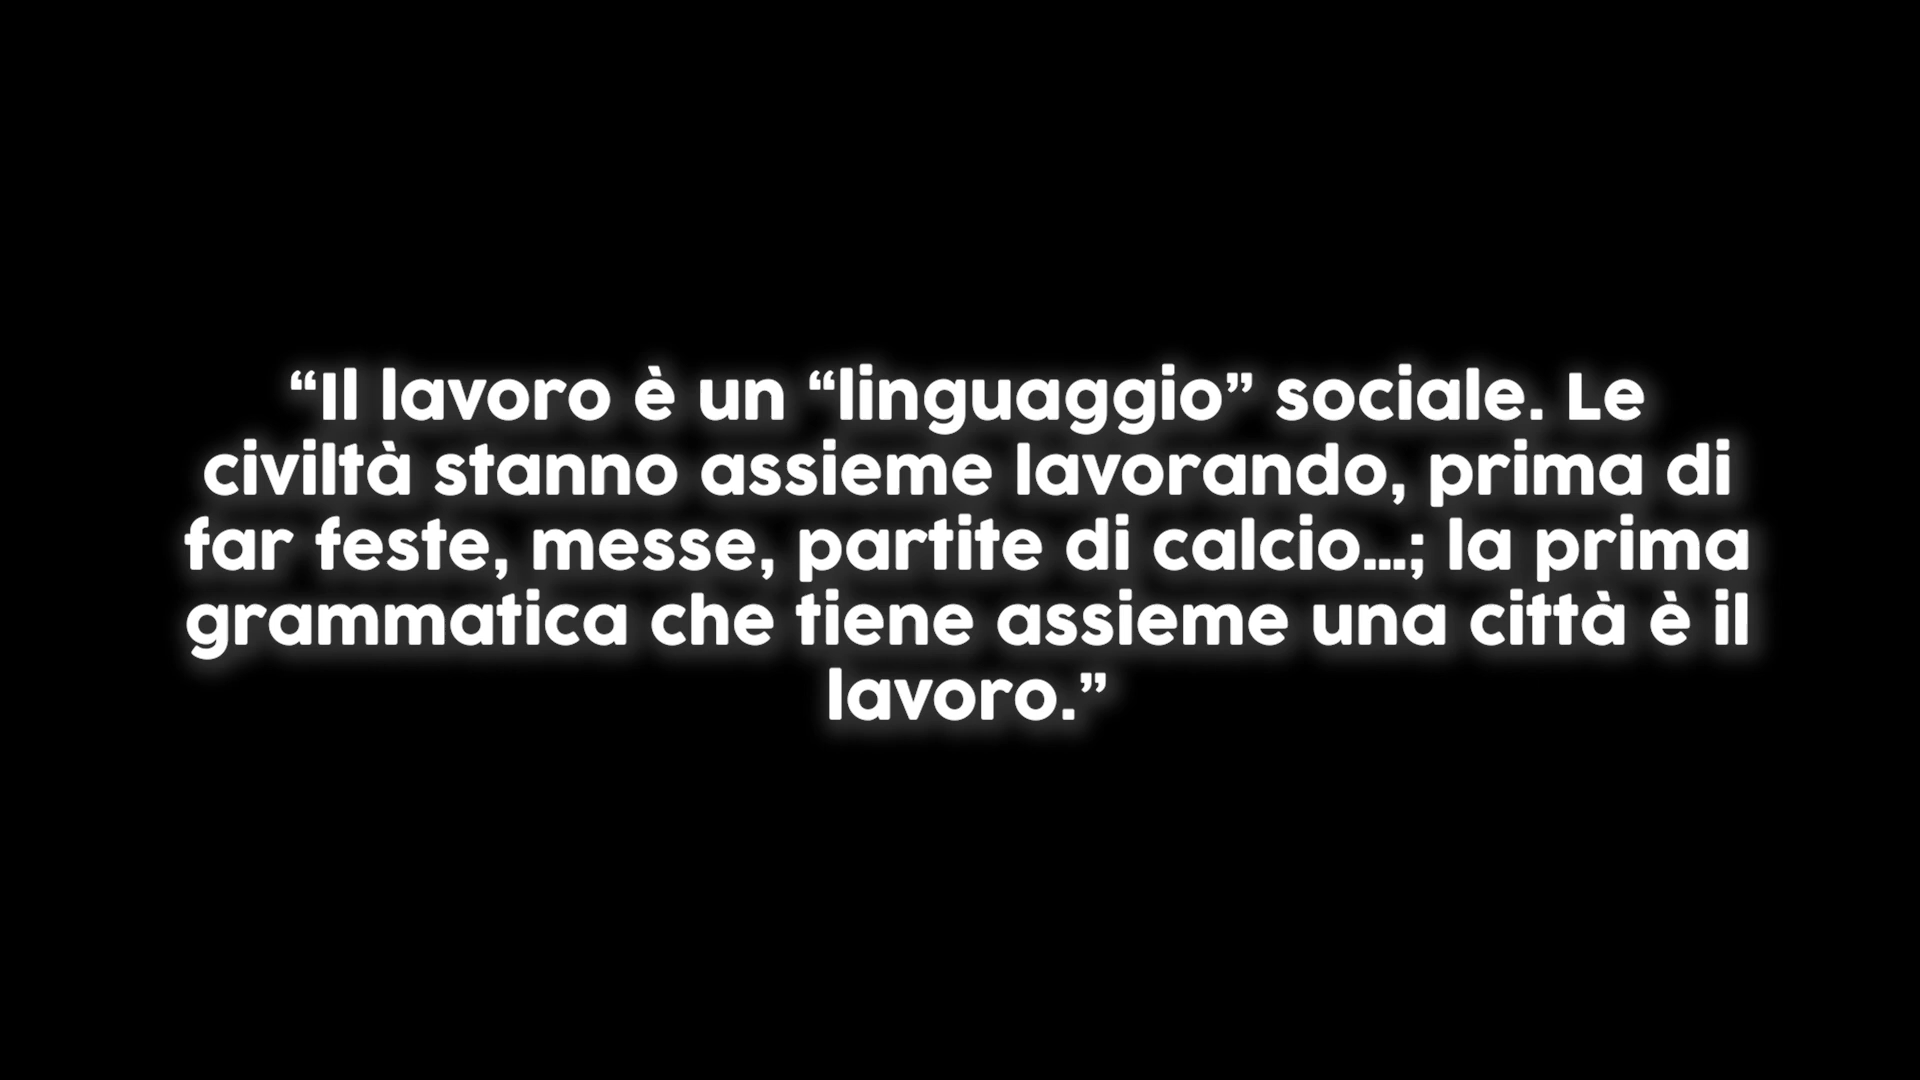 “Il lavoro è un “linguaggio” sociale. Le
civiltà stanno assieme lavorando, prima di
far feste, messe, partite di calcio...; la prima
grammatica che tiene assieme una città è il
lavoro.”